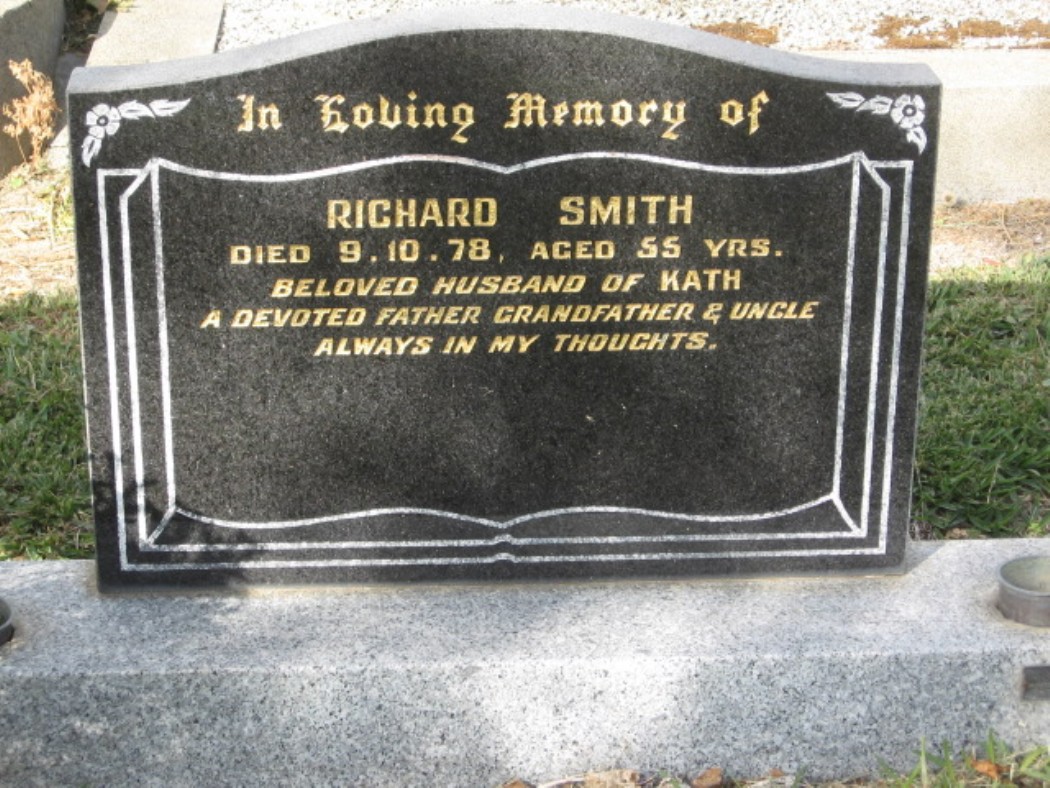 In Loving Memory of
RICHARD SMITH
DIED 9.10.78, AGED 55 YRS.
BELOVED HUSBAND OF KATH
A DEVOTED FATHER GRANDFATHER & UNCLE
ALWAYS IN MY THOUGHTS.